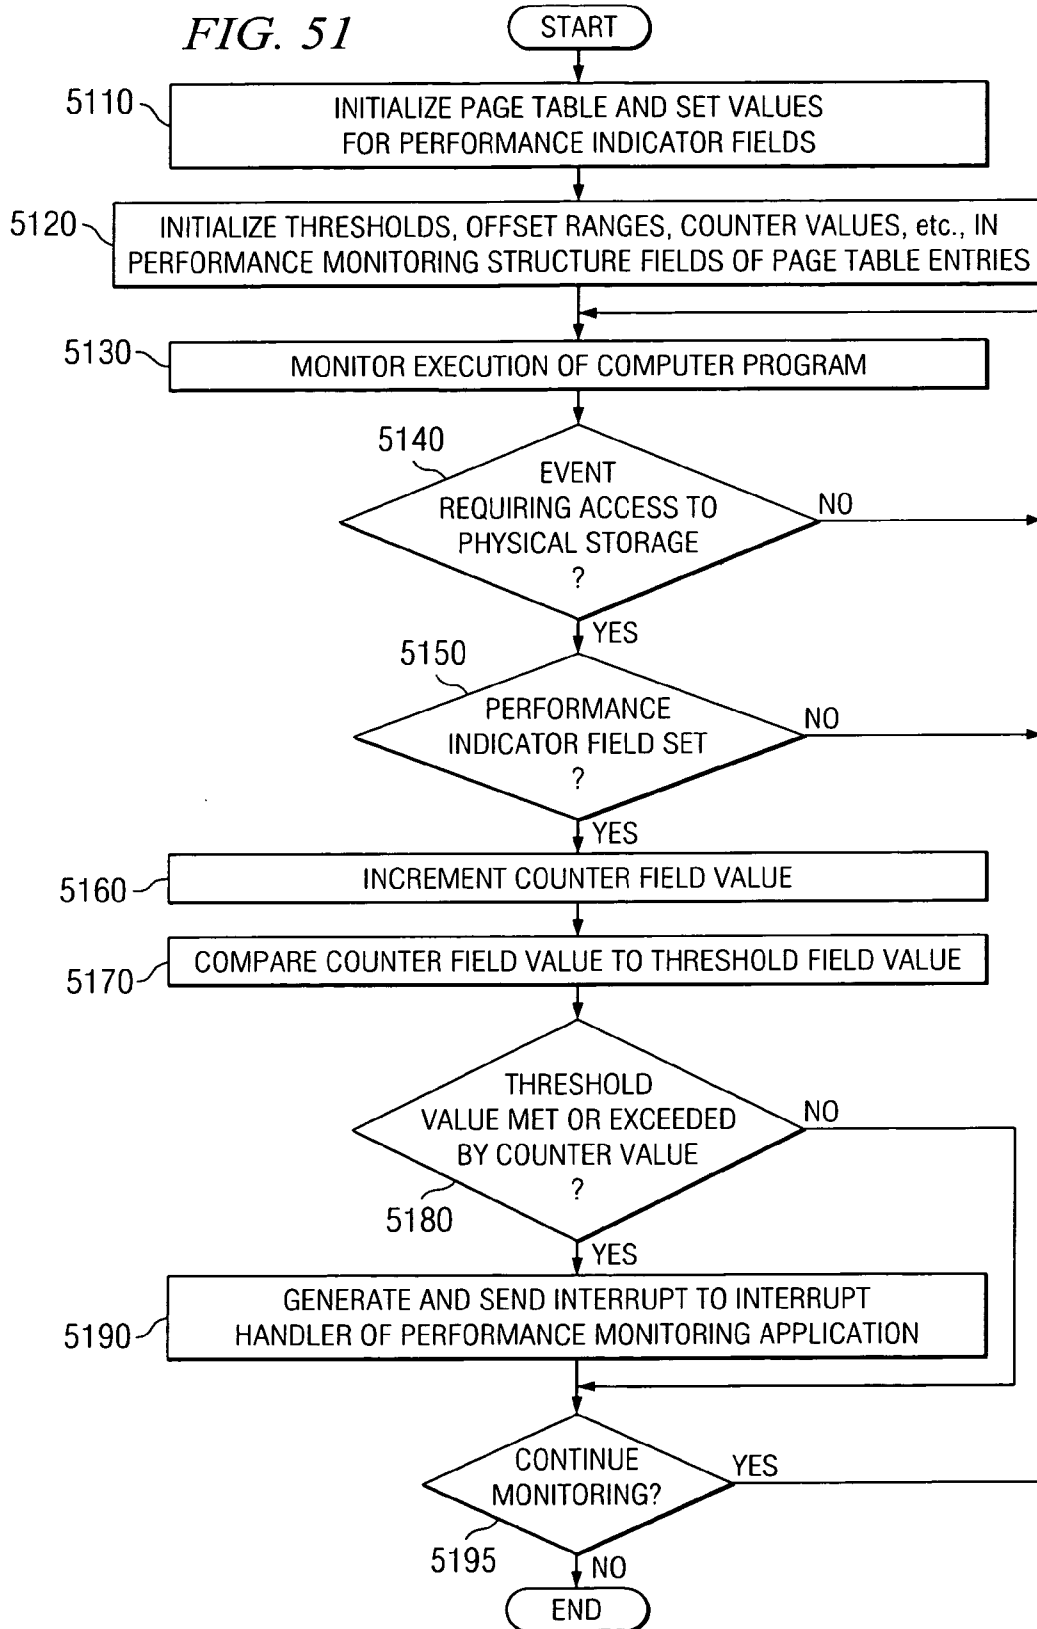 FIG. 51
START
5110
INITIALIZE PAGE TABLE AND SET VALUES
FOR PERFORMANCE INDICATOR FIELDS
5120
INITIALIZE THRESHOLDS, OFFSET RANGES, COUNTER VALUES, etc., IN
PERFORMANCE MONITORING STRUCTURE FIELDS OF PAGE TABLE ENTRIES
5130
MONITOR EXECUTION OF COMPUTER PROGRAM
5140
EVENT
REQUIRING ACCESS TO
PHYSICAL STORAGE
?
NO
YES
5150
PERFORMANCE
INDICATOR FIELD SET
?
NO
YES
5160
INCREMENT COUNTER FIELD VALUE
5170
COMPARE COUNTER FIELD VALUE TO THRESHOLD FIELD VALUE
THRESHOLD
VALUE MET OR EXCEEDED
BY COUNTER VALUE
?
NO
5180
YES
5190
GENERATE AND SEND INTERRUPT TO INTERRUPT
HANDLER OF PERFORMANCE MONITORING APPLICATION
CONTINUE
MONITORING?
YES
5195
NO
END